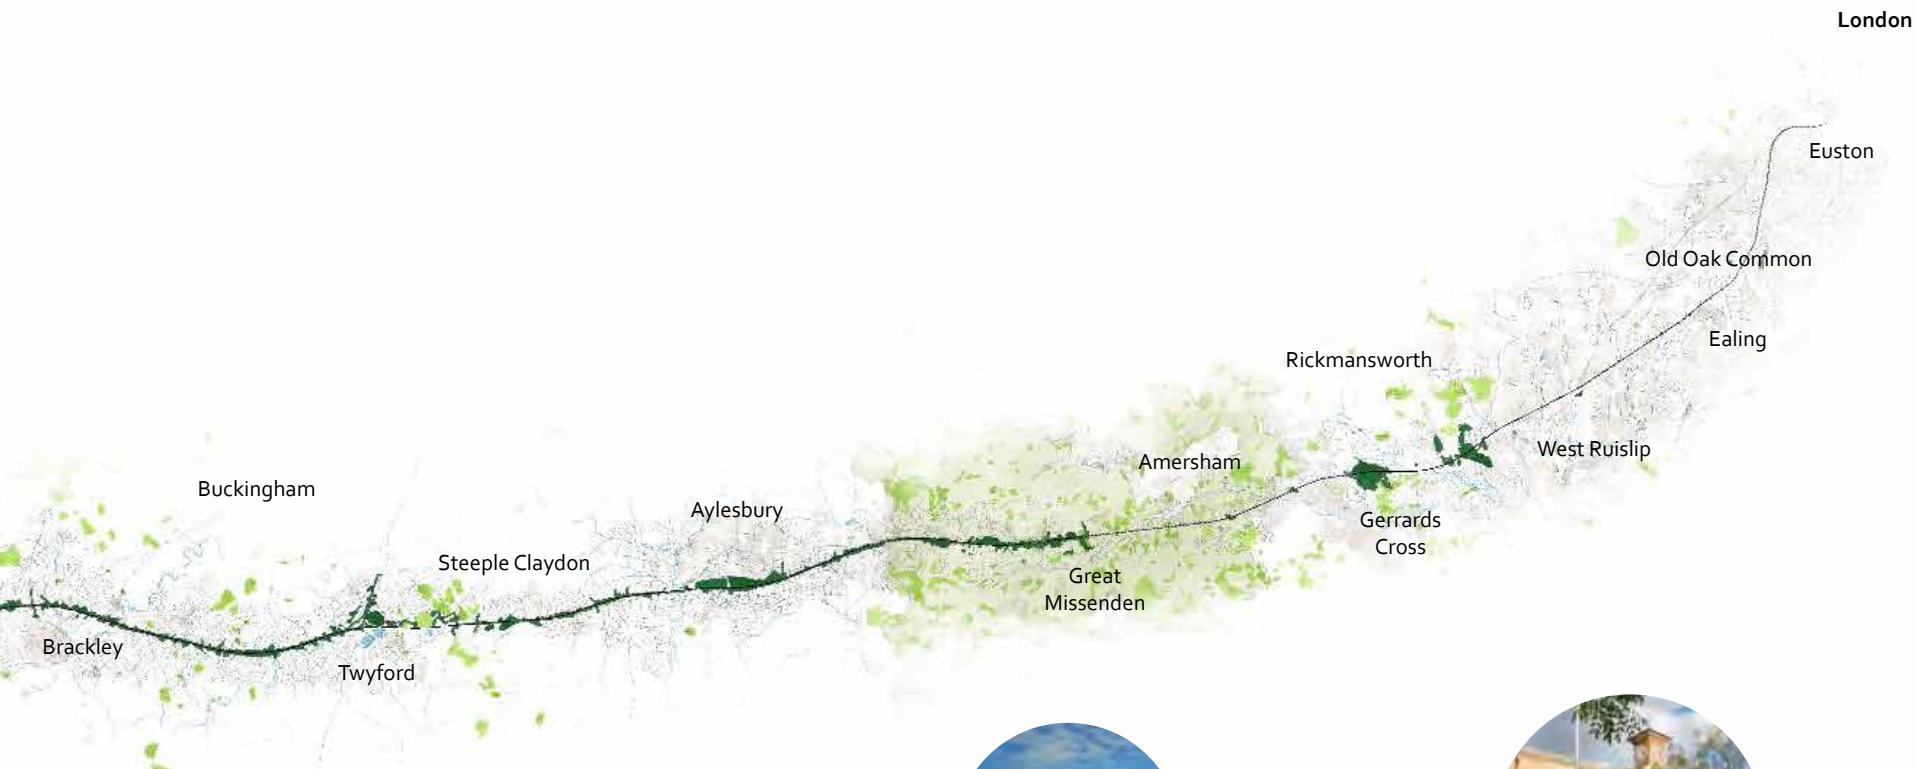 London
Euston
Old Oak Common
Ealing
Rickmansworth
West Ruislip
Amersham
Buckingham
Aylesbury
Gerrards
Cross
Steeple Claydon
Great
Missenden
Brackley
Twyford